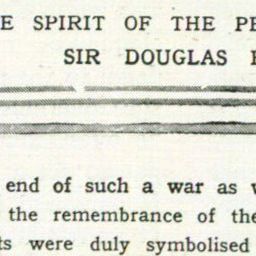 E SPIRIT OF THE PE
SIR DOUGLAS
end of such a war as w
the remembrance of the
ts were duly symbolised